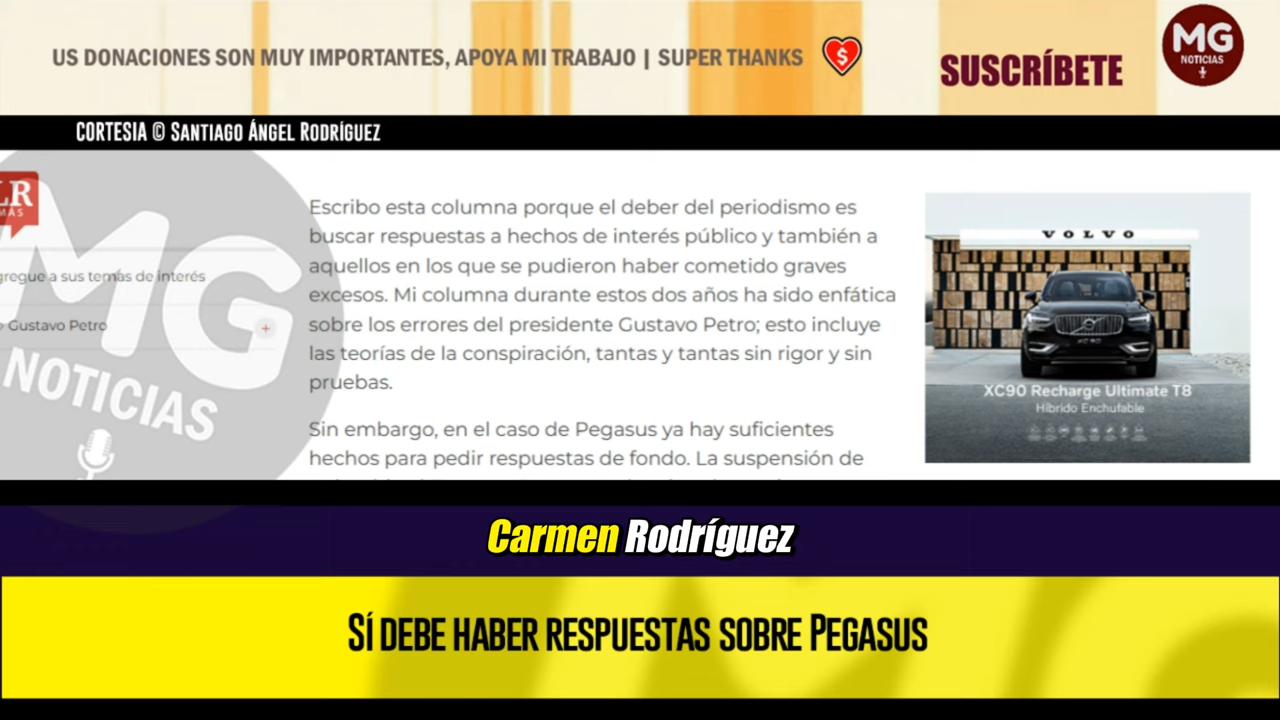 US DONACIONES SON MUY IMPORTANTES, APOYA MI TRABAJO | SUPER THANKS
SUSCRÍBETE
MG
NOTICIAS
CORTESIA © SANTIAGO ÁNGEL RODRÍGUEZ
LR
MÁS
gregue a sus temas de interés
Gustavo Petro
+
MG
NOTICIAS
Escribo esta columna porque el deber del periodismo es
buscar respuestas a hechos de interés público y también a
aquellos en los que se pudieron haber cometido graves
excesos. Mi columna durante estos dos años ha sido enfática
sobre los errores del presidente Gustavo Petro; esto incluye
las teorías de la conspiración, tantas y tantas sin rigor y sin
pruebas.
Sin embargo, en el caso de Pegasus ya hay suficientes
hechos para pedir respuestas de fondo. La suspensión de
VOLVO
XC90 Recharge Ultimate T8
Híbrido Enchufable
Carmen Rodríguez
SÍ DEBE HABER RESPUESTAS SOBRE PEGASUS